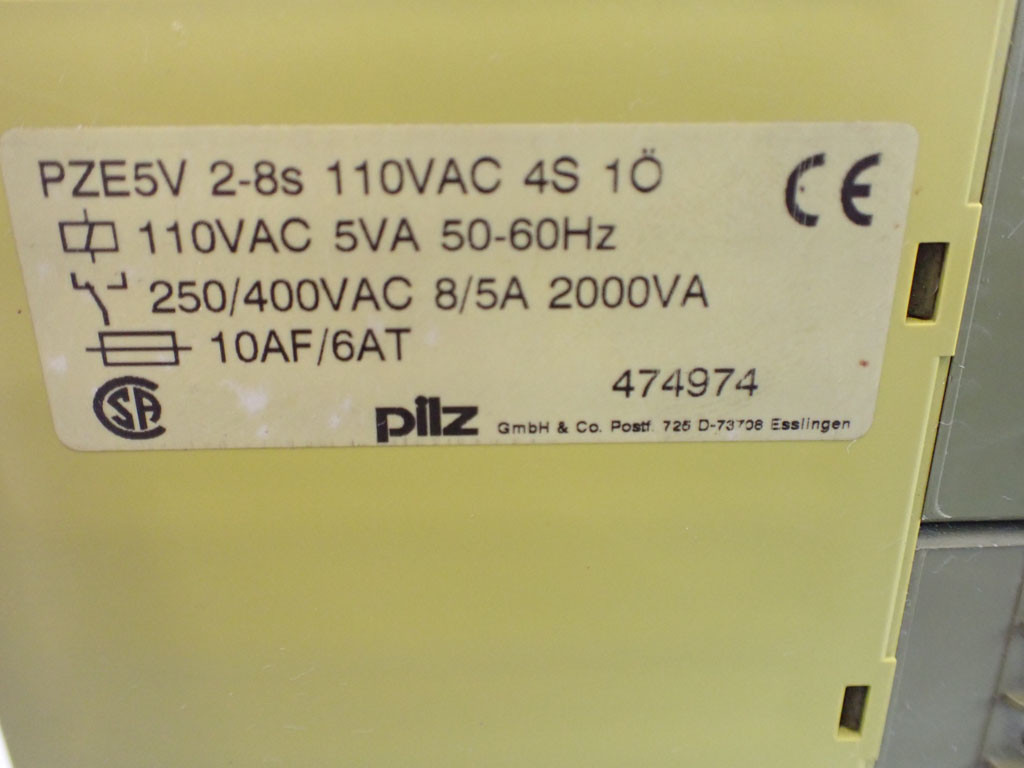 PZE5V 2-8s 110VAC 4S 1Ö
CE
110VAC 5VA 50-60Hz
250/400VAC 8/5A 2000VA
10AF/6AT
474974
CSA
pilz GmbH & Co. Postf. 725 D-73708 Esslingen